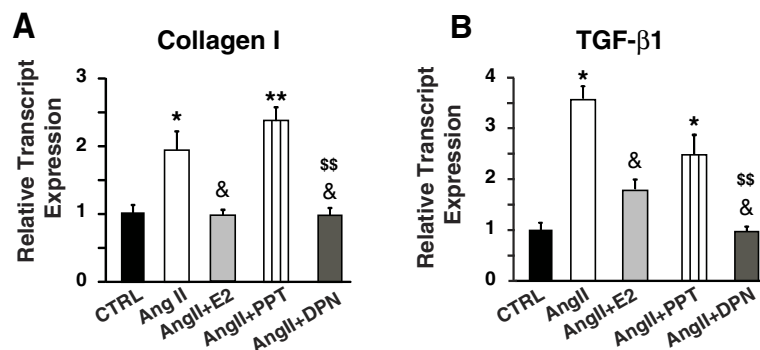 A
Collagen I
Relative Transcript
Expression
3
2
1
0
*
&
**
$$
&
CTRL
Ang II
AngII+E2
AngII+PPT
AngII+DPN
B
TGF-β1
Relative Transcript
Expression
4
3
2
1
0
*
&
*
$$
&
CTRL
AngII
AngII+E2
AngII+PPT
AngII+DPN